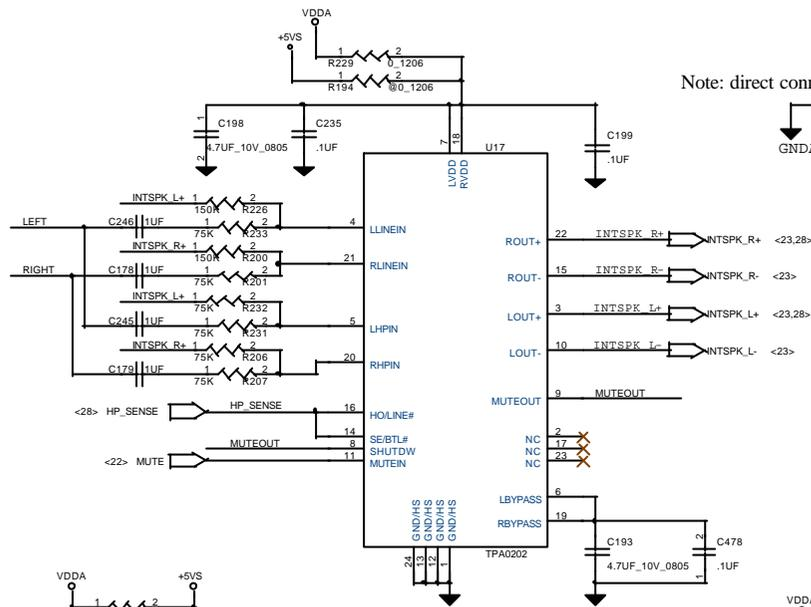 VDDA
+5VS
1 2
R229 0_1206
1 2
R194 @0_1206
Note: direct conn
GNDA
1 C198
2 4.7UF_10V_0805
C235
.1UF
C199
.1UF
7 18
U17
LVDD
RVDD
INTSPK_L+ 1 2
150K R226
LEFT C246 1UF 1 2
75K R233
4 LLINEIN
INTSPK_R+ 1 2
150K R200
RIGHT C178 1UF 1 2
75K R201
21 RLINEIN
INTSPK_L+ 1 2
75K R232
C245 1UF 1 2
75K R231
5 LHPIN
INTSPK_R+ 1 2
75K R206
C179 1UF 1 2
75K R207
20 RHPIN
ROUT+ 22 INTSPK_R+ INTSPK_R+ <23,28>
ROUT- 15 INTSPK_R- INTSPK_R- <23>
LOUT+ 3 INTSPK_L+ INTSPK_L+ <23,28>
LOUT- 10 INTSPK_L- INTSPK_L- <23>
MUTEOUT 9 MUTEOUT
<28> HP_SENSE HP_SENSE 16 HO/LINE#
14 SE/BTL#
MUTEOUT 8 SHUTDW
<22> MUTE 11 MUTEIN
NC 2
NC 17
NC 23
LBYPASS 6
RBYPASS 19
GND/HS
GND/HS
GND/HS
GND/HS
24 13 12 1
TPA0202
C193
4.7UF_10V_0805
2 C478
1 .1UF
VDDA +5VS
1 2
VDDA